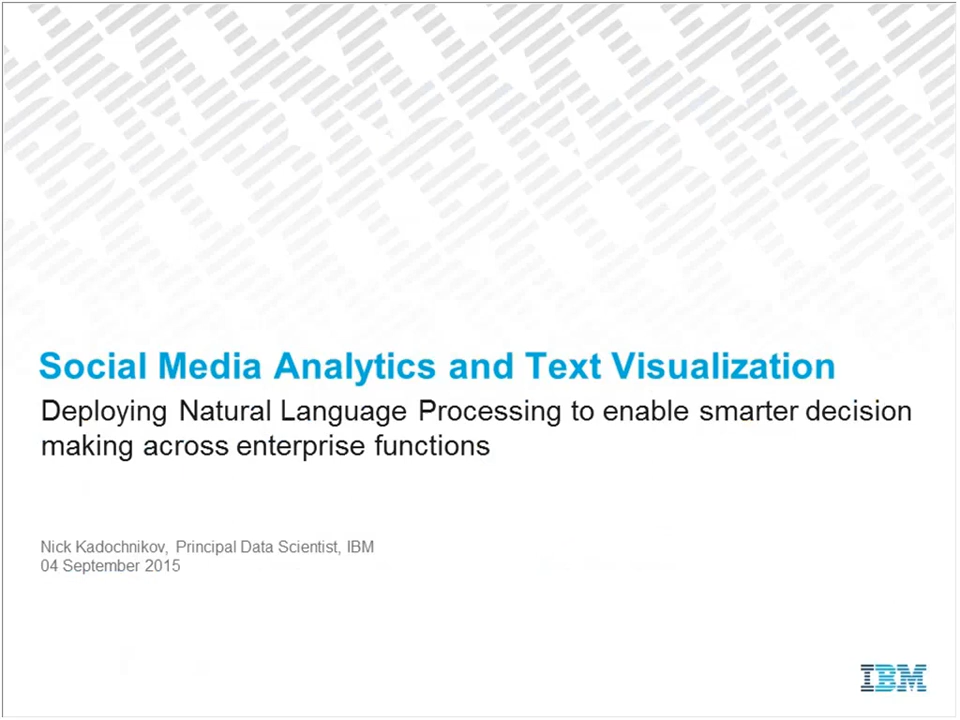 Social Media Analytics and Text Visualization
Deploying Natural Language Processing to enable smarter decision
making across enterprise functions
Nick Kadochnikov, Principal Data Scientist, IBM
04 September 2015
IBM